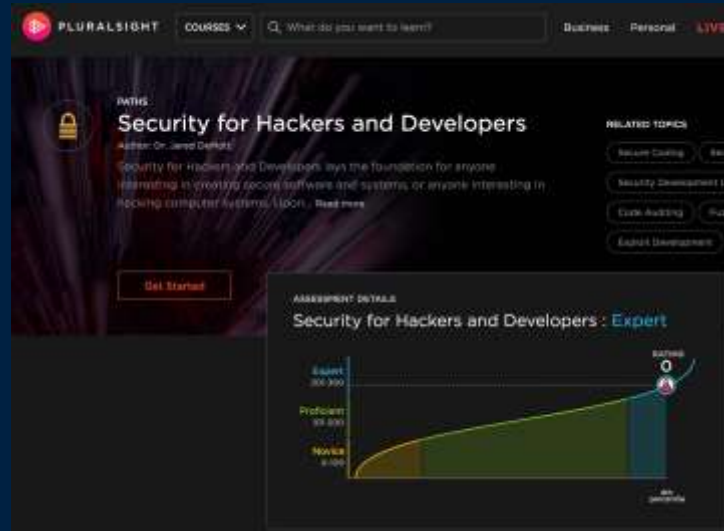 PLURALSIGHT COURSES What do you want to learn? Business Personal LIVE
PATHS
Security for Hackers and Developers
Author: Dr. Jared DeMott
Security for Hackers and Developers lays the foundation for anyone
interesting in creating secure software and systems, or anyone interesting in
hacking computer systems. Upon... Read more
Get Started
RELATED TOPICS
Secure Coding
Security Development
Code Auditing
Exploit Development
ASSESSMENT DETAILS
Security for Hackers and Developers : Expert
RATING
0
Expert
Proficient
Novice
percentile